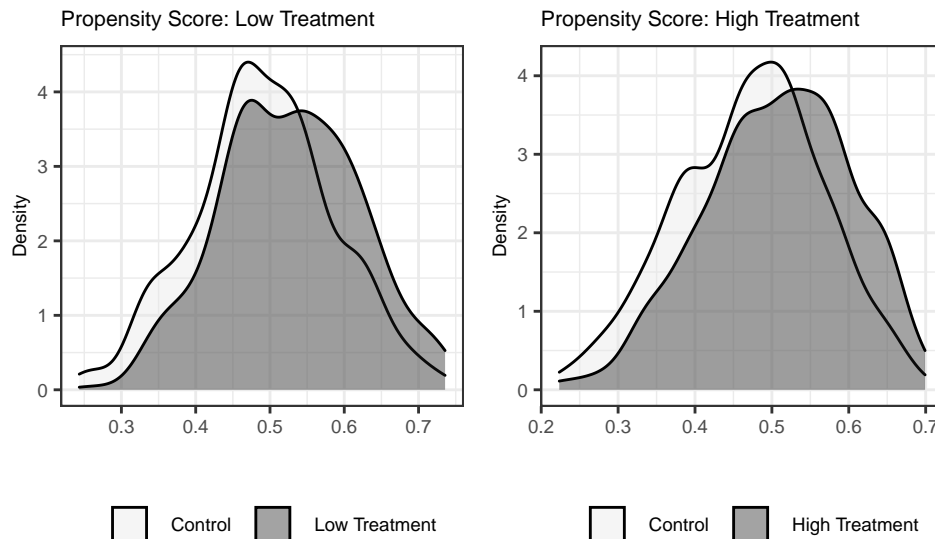 Propensity Score: Low Treatment
Density
4
3
2
1
0
0.3 0.4 0.5 0.6 0.7
Control Low Treatment
Propensity Score: High Treatment
Density
4
3
2
1
0
0.2 0.3 0.4 0.5 0.6 0.7
Control High Treatment